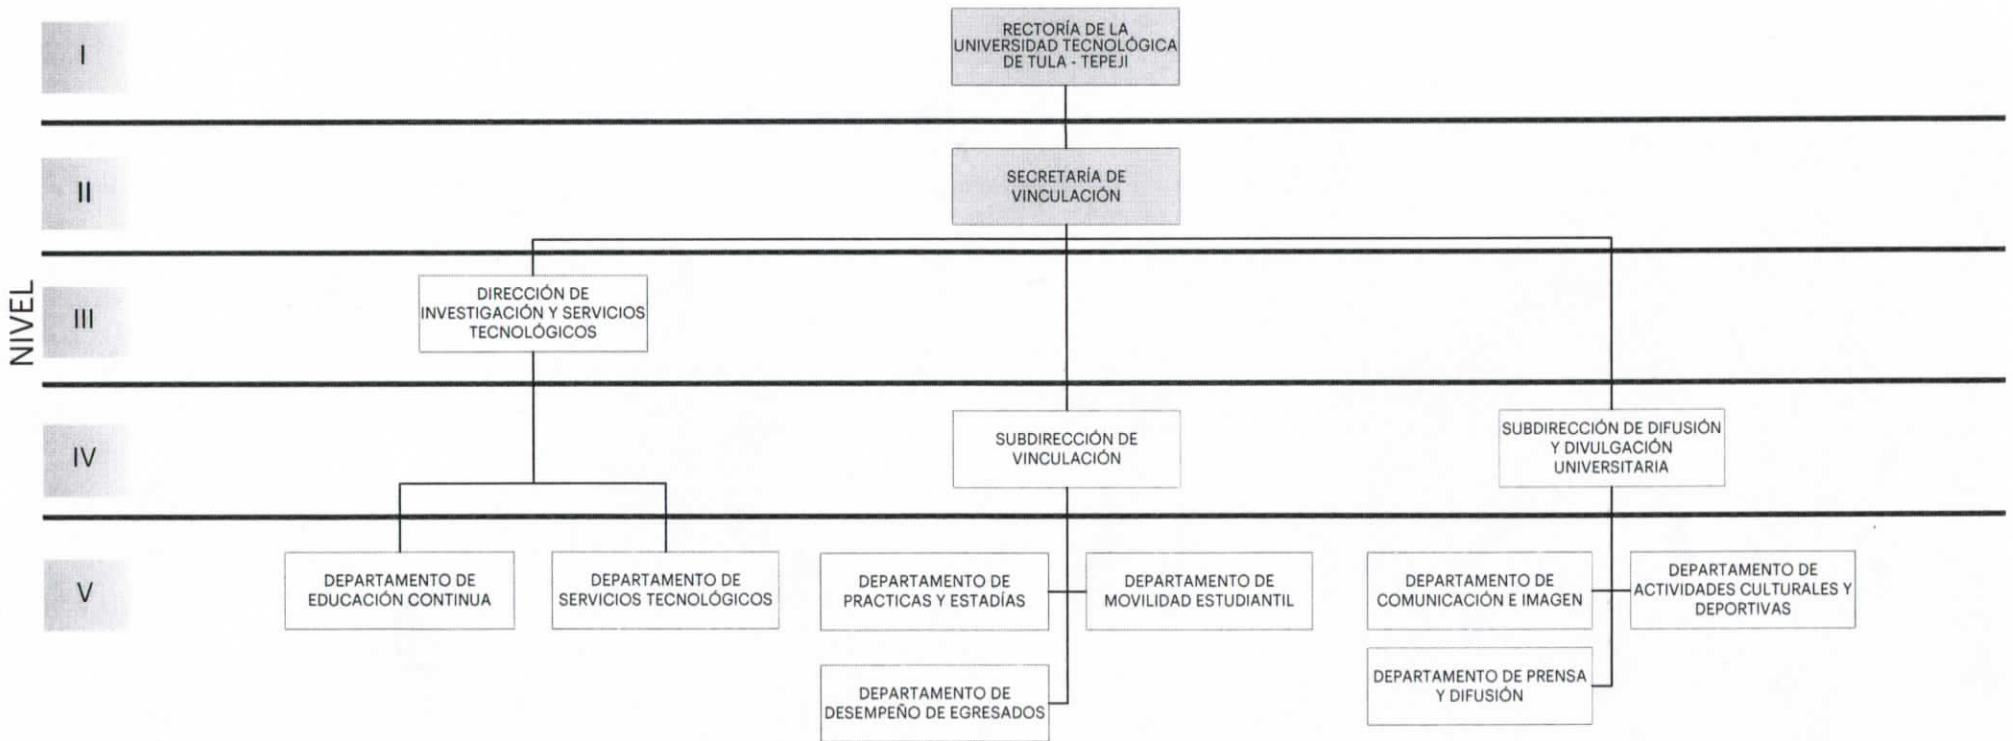 NIVEL
I
RECTORÍA DE LA
UNIVERSIDAD TECNOLÓGICA
DE TULA - TEPEJI
II
SECRETARÍA DE
VINCULACIÓN
III
DIRECCIÓN DE
INVESTIGACIÓN Y SERVICIOS
TECNOLÓGICOS
IV
SUBDIRECCIÓN DE
VINCULACIÓN
SUBDIRECCIÓN DE DIFUSIÓN
Y DIVULGACIÓN
UNIVERSITARIA
V
DEPARTAMENTO DE
EDUCACIÓN CONTINUA
DEPARTAMENTO DE
SERVICIOS TECNOLÓGICOS
DEPARTAMENTO DE
PRACTICAS Y ESTADÍAS
DEPARTAMENTO DE
MOVILIDAD ESTUDIANTIL
DEPARTAMENTO DE
COMUNICACIÓN E IMAGEN
DEPARTAMENTO DE
ACTIVIDADES CULTURALES Y
DEPORTIVAS
DEPARTAMENTO DE
DESEMPEÑO DE EGRESADOS
DEPARTAMENTO DE PRENSA
Y DIFUSIÓN